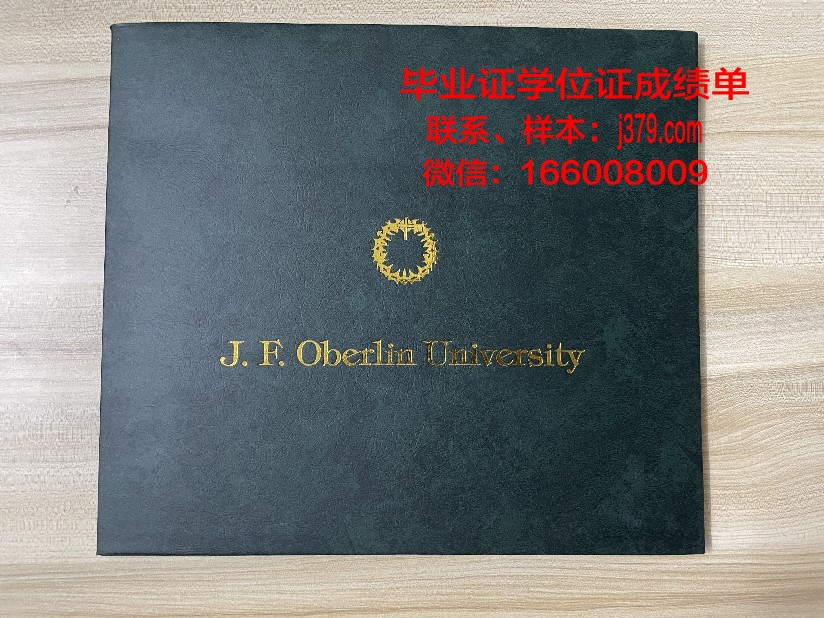 毕业证学位证成绩单
联系、样本：j379.com
微信：166008009
J. F. Oberlin University